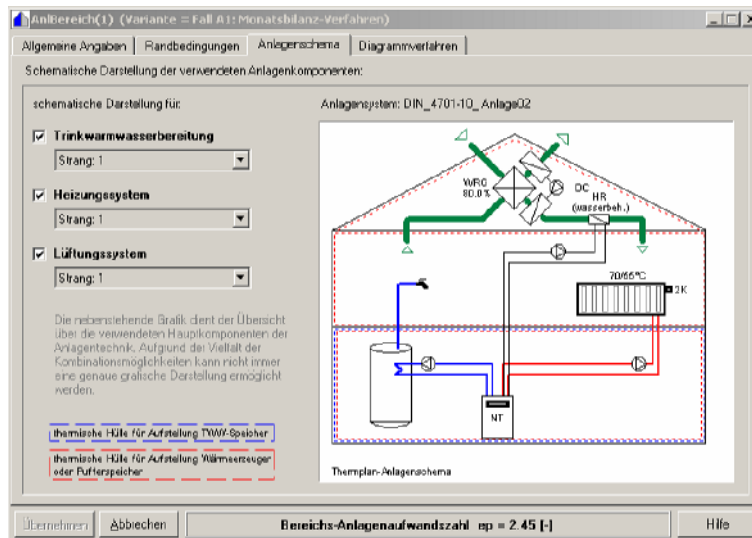 AnlBereich(1) (Variante = Fall A1: Monatsbilanz-Verfahren)
Allgemeine Angaben
Randbedingungen
Anlagenschema
Diagrammverfahren
Schematische Darstellung der verwendeten Anlagenkomponenten:
schematische Darstellung für:
Anlagensystem: DIN_4701-10_Anlage02
Trinkwarmwasserbereitung
Strang: 1
Heizungssystem
Strang: 1
Lüftungssystem
Strang: 1
Die nebenstehende Grafik dient der Übersicht
über die verwendeten Hauptkomponenten der
Anlagentechnik. Aufgrund der Vielfalt der
Kombinationsmöglichkeiten kann nicht immer
eine genaue grafische Darstellung ermöglicht
werden.
thermische Hülle für Aufstellung TWW-Speicher
thermische Hülle für Aufstellung Wärmeerzeuger
oder Pufferspeicher
WRG
80.0%
DC
HR
(wasserbeh.)
70/55°C
2K
NT
Thermplan-Anlagenschema
Übernehmen
Abbrechen
Bereichs-Anlagenaufwandszahl ep = 2.45 [-]
Hilfe